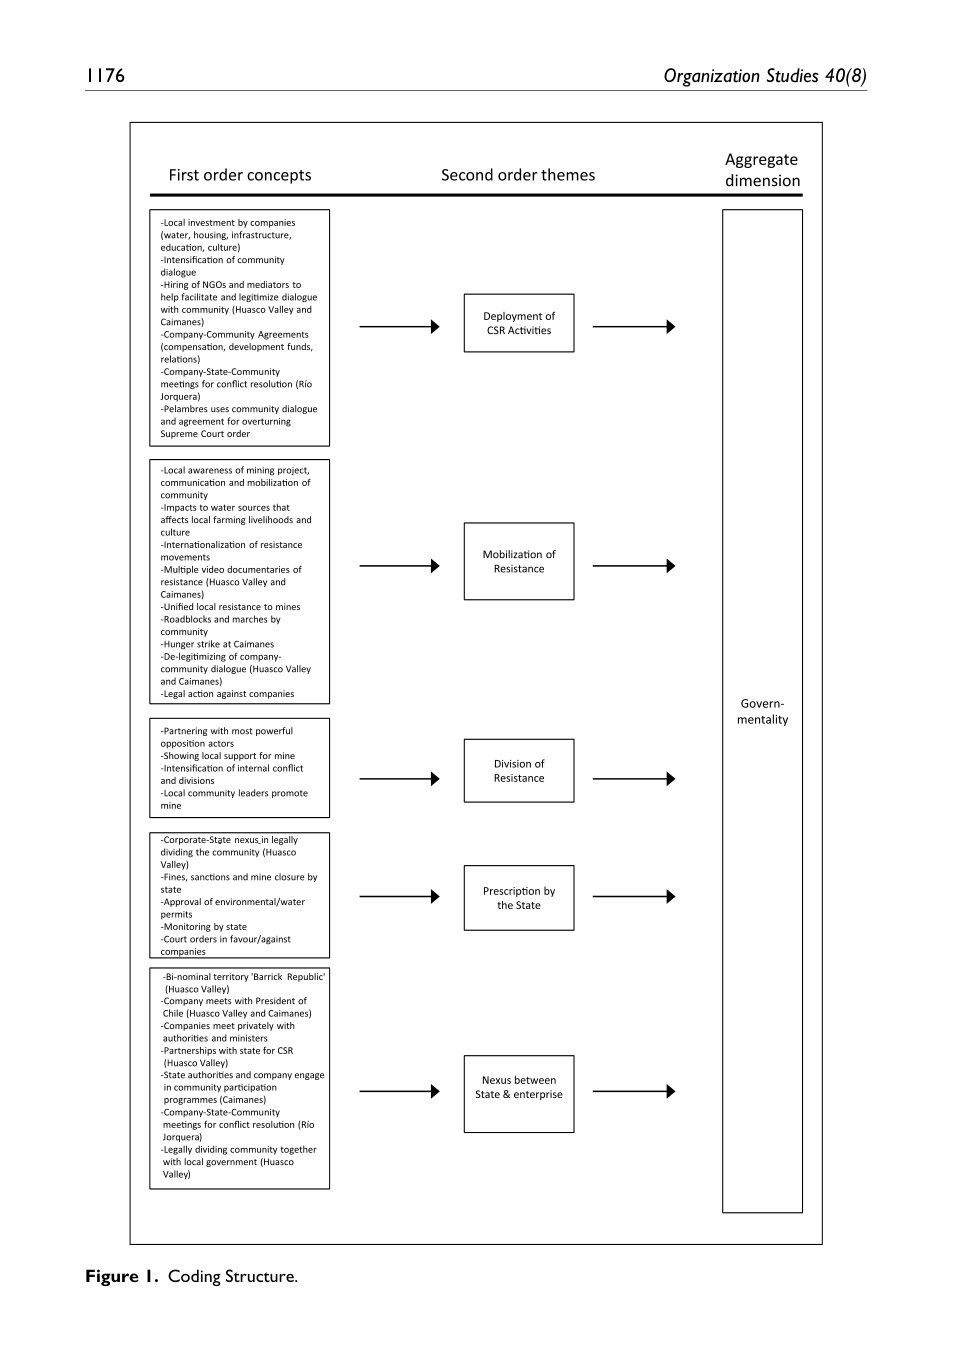 1176
Organization Studies 40(8)
First order concepts
Second order themes
Aggregate
dimension
-Local investment by companies
(water, housing, infrastructure,
education, culture)
-Intensification of community
dialogue
-Hiring of NGOs and mediators to
help facilitate and legitimize dialogue
with community (Huasco Valley and
Caimanes)
-Company-Community Agreements
(compensation, development funds,
relations)
-Company-State-Community
meetings for conflict resolution (Río
Jorquera)
-Pelambres uses community dialogue
and agreement for overturning
Supreme Court order
Deployment of
CSR Activities
-Local awareness of mining project,
communication and mobilization of
community
-Impacts to water sources that
affects local farming livelihoods and
culture
-Internationalization of resistance
movements
-Multiple video documentaries of
resistance (Huasco Valley and
Caimanes)
-Unified local resistance to mines
-Roadblocks and marches by
community
-Hunger strike at Caimanes
-De-legitimizing of company-
community dialogue (Huasco Valley
and Caimanes)
-Legal action against companies
Mobilization of
Resistance
-Partnering with most powerful
opposition actors
-Showing local support for mine
-Intensification of internal conflict
and divisions
-Local community leaders promote
mine
Division of
Resistance
-Corporate-State nexus in legally
dividing the community (Huasco
Valley)
-Fines, sanctions and mine closure by
state
-Approval of environmental/water
permits
-Monitoring by state
-Court orders in favour/against
companies
Prescription by
the State
-Bi-nominal territory 'Barrick Republic'
(Huasco Valley)
-Company meets with President of
Chile (Huasco Valley and Caimanes)
-Companies meet privately with
authorities and ministers
-Partnerships with state for CSR
(Huasco Valley)
-State authorities and company engage
in community participation
programmes (Caimanes)
-Company-State-Community
meetings for conflict resolution (Río
Jorquera)
-Legally dividing community together
with local government (Huasco
Valley)
Nexus between
State & enterprise
Govern-
mentality
Figure 1. Coding Structure.